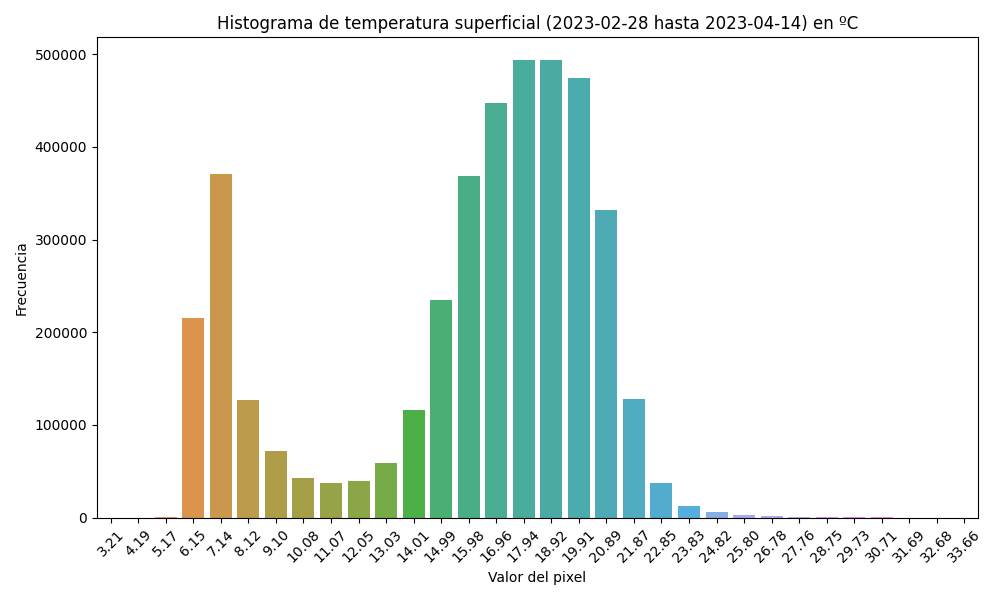 Histograma de temperatura superficial (2023-02-28 hasta 2023-04-14) en ºC
Frecuencia
500000
400000
300000
200000
100000
0
3.21 4.19 5.17 6.15 7.14 8.12 9.10 10.08 11.07 12.05 13.03 14.01 14.99 15.98 16.96 17.94 18.92 19.91 20.89 21.87 22.85 23.83 24.82 25.80 26.78 27.76 28.75 29.73 30.71 31.69 32.68 33.66
Valor del pixel